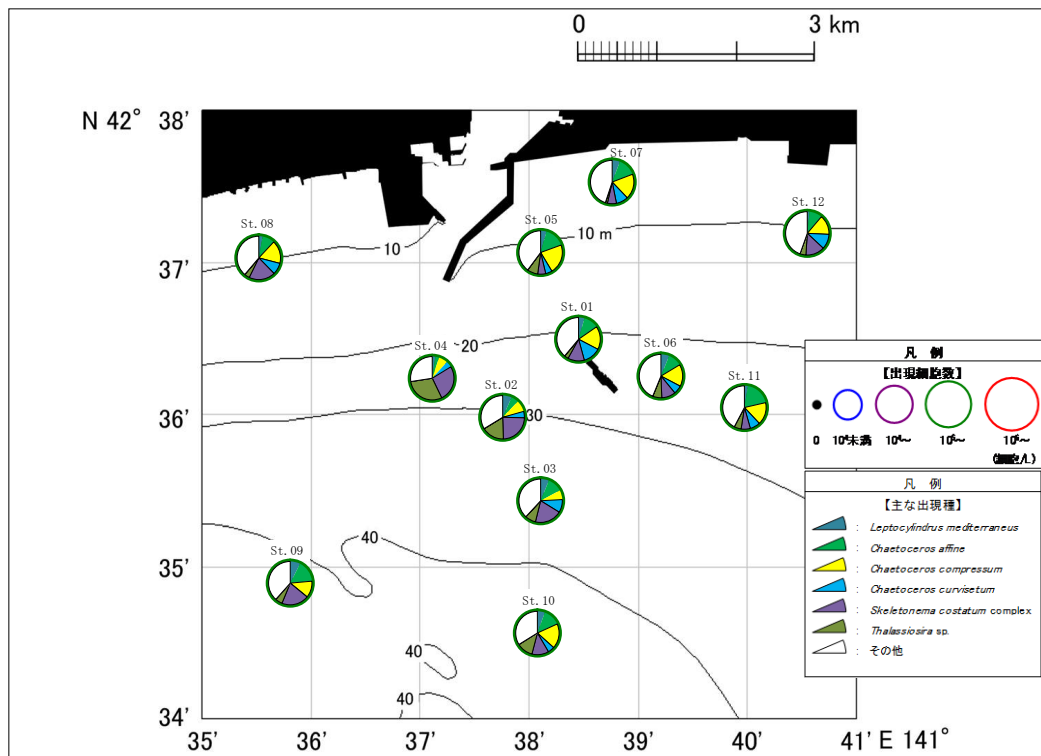 0 3 km
N 42° 38'
37'
36'
35'
34'
35' 36' 37' 38' 39' 40' 41' E 141°
St.07
St.12
St.08
St.05
10
10 m
St.01
St.04
20
St.06
St.02
St.11
30
St.03
St.09
40
St.10
40
40
凡 例
【出現細胞数】
0 10⁴未満 10⁴~ 10⁵~ 10⁶~
凡 例
【主な出現種】
: Leptocylindrus mediterraneus
: Chaetoceros affine
: Chaetoceros compressum
: Chaetoceros curvisetum
: Skeletonema costatum complex
: Thalassiosira sp.
: その他